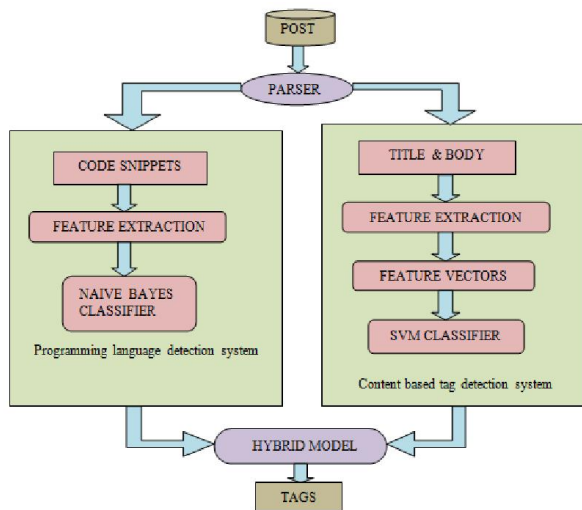 POST
PARSER
CODE SNIPPETS
FEATURE EXTRACTION
NAIVE BAYES
CLASSIFIER
Programming language detection system
TITLE & BODY
FEATURE EXTRACTION
FEATURE VECTORS
SVM CLASSIFIER
Content based tag detection system
HYBRID MODEL
TAGS